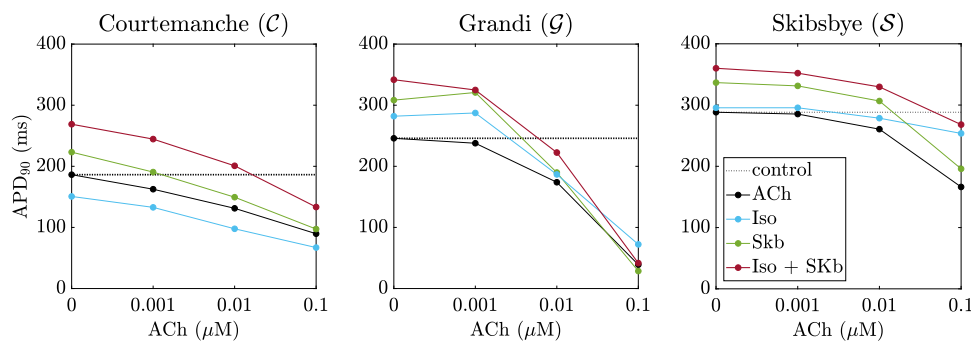 Courtemanche (𝒞)
Grandi (𝒢)
Skibsbye (𝒮)
APD₉₀ (ms)
400
300
200
100
0
0
0.001
0.01
0.1
ACh (μM)
400
300
200
100
0
0
0.001
0.01
0.1
ACh (μM)
400
300
200
100
0
control
ACh
Iso
Skb
Iso + SKb
0
0.001
0.01
0.1
ACh (μM)